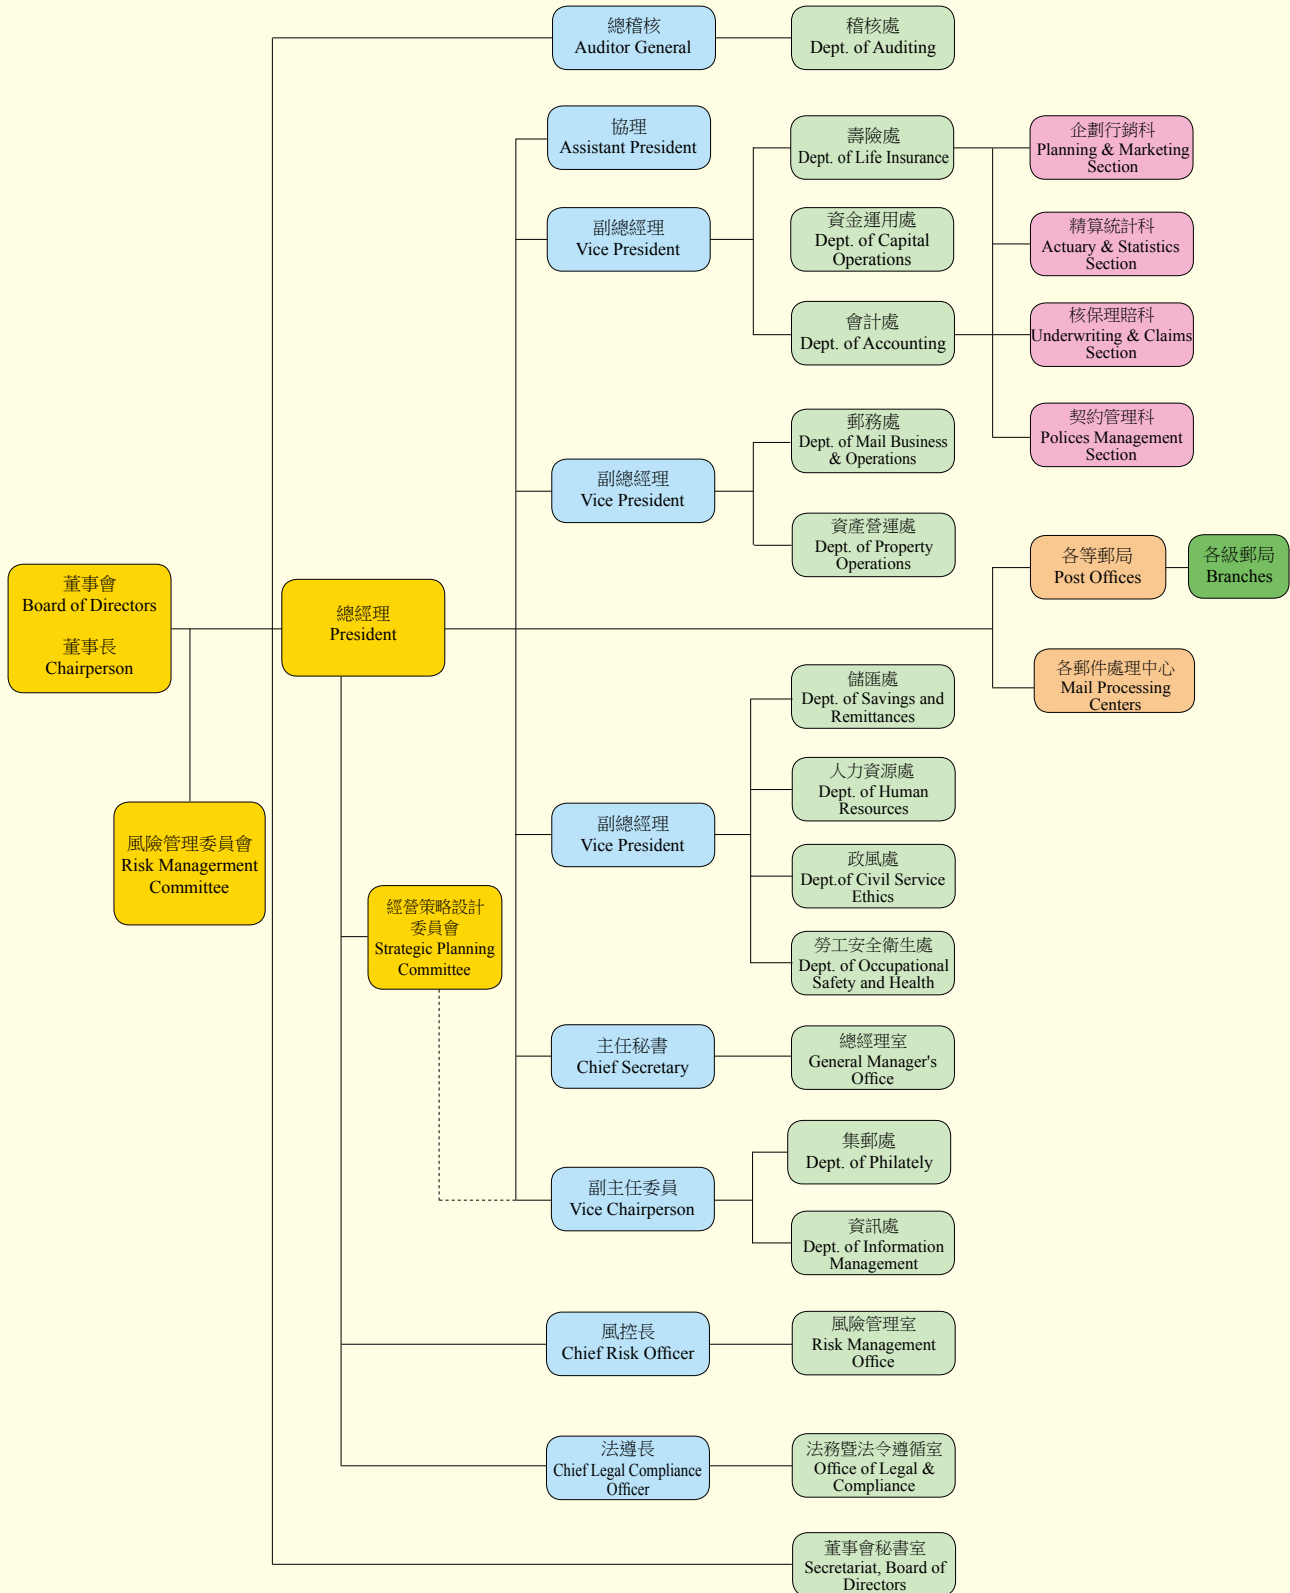 總稽核
Auditor General
稽核處
Dept. of Auditing
協理
Assistant President
副總經理
Vice President
壽險處
Dept. of Life Insurance
資金運用處
Dept. of Capital
Operations
會計處
Dept. of Accounting
企劃行銷科
Planning & Marketing
Section
精算統計科
Actuary & Statistics
Section
核保理賠科
Underwriting & Claims
Section
契約管理科
Polices Management
Section
副總經理
Vice President
郵務處
Dept. of Mail Business
& Operations
資產營運處
Dept. of Property
Operations
董事會
Board of Directors
董事長
Chairperson
總經理
President
各等郵局
Post Offices
各級郵局
Branches
各郵件處理中心
Mail Processing
Centers
風險管理委員會
Risk Managerment
Committee
經營策略設計
委員會
Strategic Planning
Committee
副總經理
Vice President
儲匯處
Dept. of Savings and
Remittances
人力資源處
Dept. of Human
Resources
政風處
Dept.of Civil Service
Ethics
勞工安全衛生處
Dept. of Occupational
Safety and Health
主任秘書
Chief Secretary
總經理室
General Manager's
Office
副主任委員
Vice Chairperson
集郵處
Dept. of Philately
資訊處
Dept. of Information
Management
風控長
Chief Risk Officer
風險管理室
Risk Management
Office
法遵長
Chief Legal Compliance
Officer
法務暨法令遵循室
Office of Legal &
Compliance
董事會秘書室
Secretariat, Board of
Directors